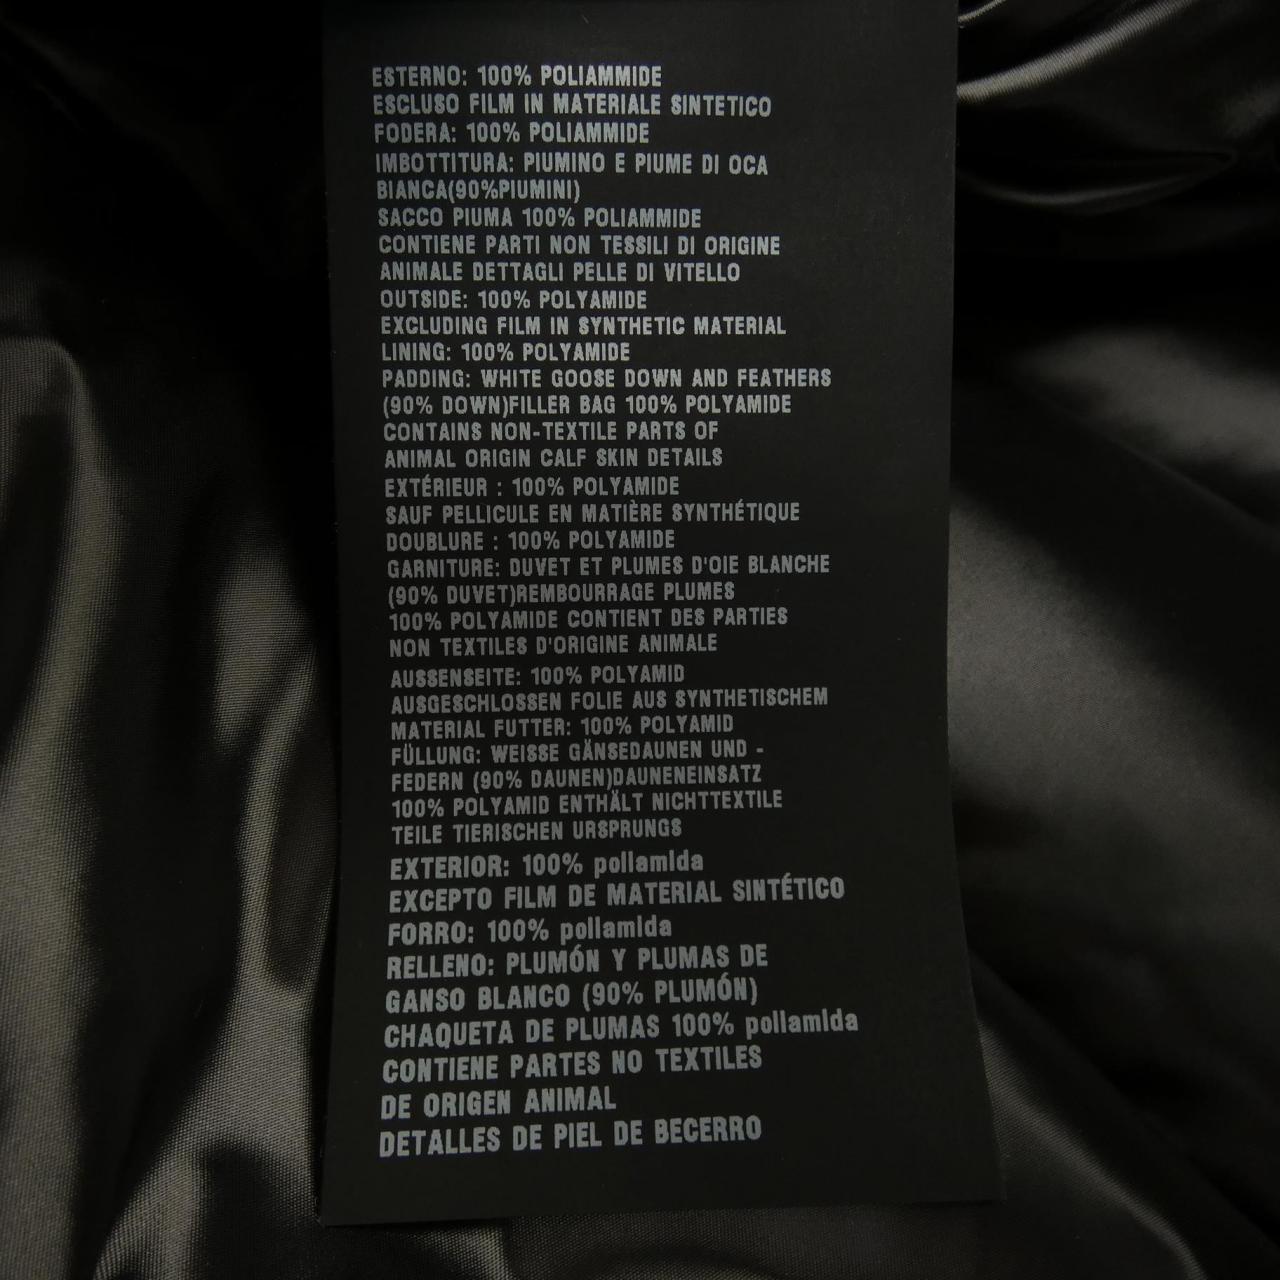 ESTERNO: 100% POLIAMMIDE
ESCLUSO FILM IN MATERIALE SINTETICO
FODERA: 100% POLIAMMIDE
IMBOTTITURA: PIUMINO E PIUME DI OCA
BIANCA(90%PIUMINI)
SACCO PIUMA 100% POLIAMMIDE
CONTIENE PARTI NON TESSILI DI ORIGINE
ANIMALE DETTAGLI PELLE DI VITELLO
OUTSIDE: 100% POLYAMIDE
EXCLUDING FILM IN SYNTHETIC MATERIAL
LINING: 100% POLYAMIDE
PADDING: WHITE GOOSE DOWN AND FEATHERS
(90% DOWN)FILLER BAG 100% POLYAMIDE
CONTAINS NON-TEXTILE PARTS OF
ANIMAL ORIGIN CALF SKIN DETAILS
EXTÉRIEUR : 100% POLYAMIDE
SAUF PELLICULE EN MATIÈRE SYNTHÉTIQUE
DOUBLURE : 100% POLYAMIDE
GARNITURE: DUVET ET PLUMES D'OIE BLANCHE
(90% DUVET)REMBOURRAGE PLUMES
100% POLYAMIDE CONTIENT DES PARTIES
NON TEXTILES D'ORIGINE ANIMALE
AUSSENSEITE: 100% POLYAMID
AUSGESCHLOSSEN FOLIE AUS SYNTHETISCHEM
MATERIAL FUTTER: 100% POLYAMID
FÜLLUNG: WEISSE GÄNSEDAUNEN UND -
FEDERN (90% DAUNEN)DAUNENEINSATZ
100% POLYAMID ENTHÄLT NICHTTEXTILE
TEILE TIERISCHEN URSPRUNGS
EXTERIOR: 100% poliamida
EXCEPTO FILM DE MATERIAL SINTÉTICO
FORRO: 100% poliamida
RELLENO: PLUMÓN Y PLUMAS DE
GANSO BLANCO (90% PLUMÓN)
CHAQUETA DE PLUMAS 100% poliamida
CONTIENE PARTES NO TEXTILES
DE ORIGEN ANIMAL
DETALLES DE PIEL DE BECERRO